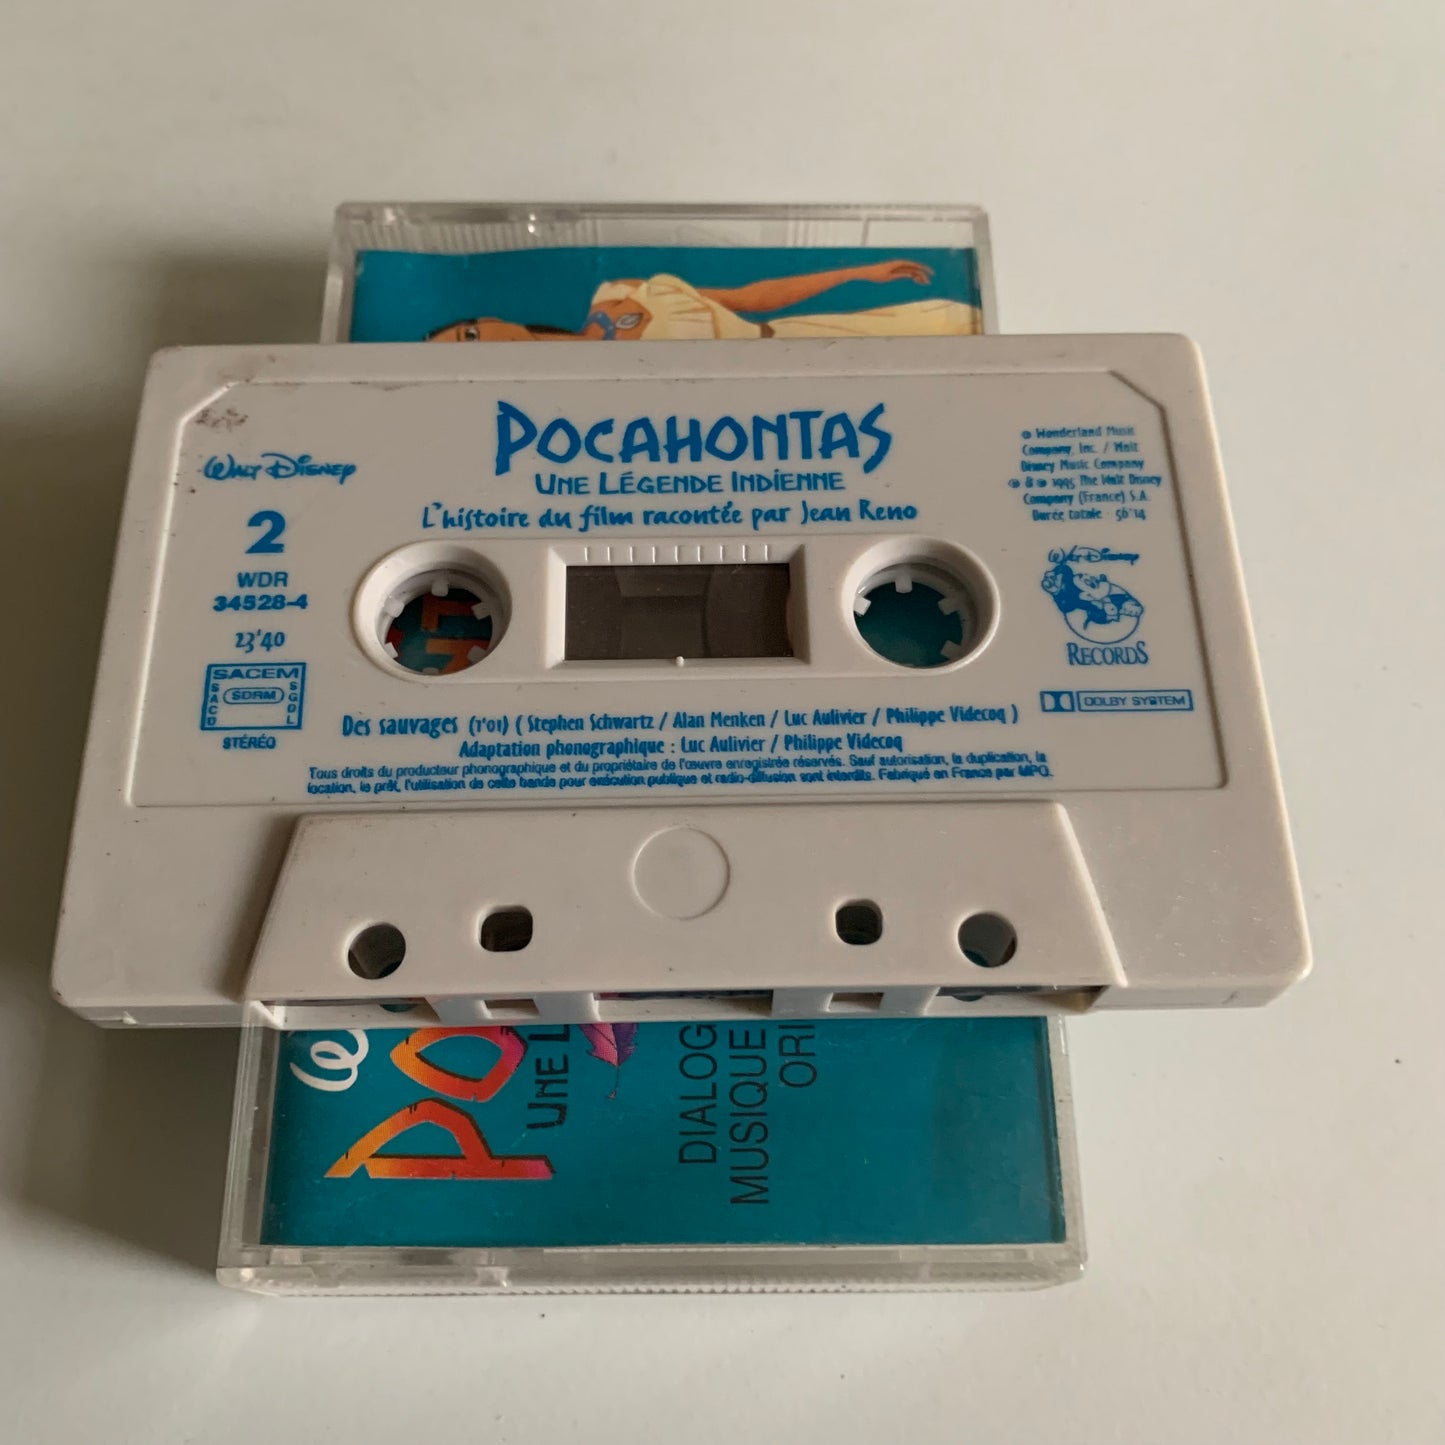 POCAHONTAS
UNE LÉGENDE INDIENNE
L'histoire du film racontée par Jean Reno
WALT DISNEY
2
WDR
34528-4
23'40
SACEM
SACD
SDRM
SGDL
STÉRÉO
℗ Wonderland Music
Company, Inc. / Walt
Disney Music Company
℗ & © 1995 The Walt Disney
Company (France) S.A.
Durée totale · 56'14
WALT DISNEY
RECORDS
DOLBY SYSTEM
Des sauvages (1'01) ( Stephen Schwartz / Alan Menken / Luc Aulivier / Philippe Videcoq )
Adaptation phonographique : Luc Aulivier / Philippe Videcoq
Tous droits du producteur phonographique et du propriétaire de l'œuvre enregistrée réservés. Sauf autorisation, la duplication, la
location, le prêt, l'utilisation de cette bande pour exécution publique et radio-diffusion sont interdits. Fabriqué en France par MPO.
PO
UNE L
DIALOG
MUSIQUE
ORI